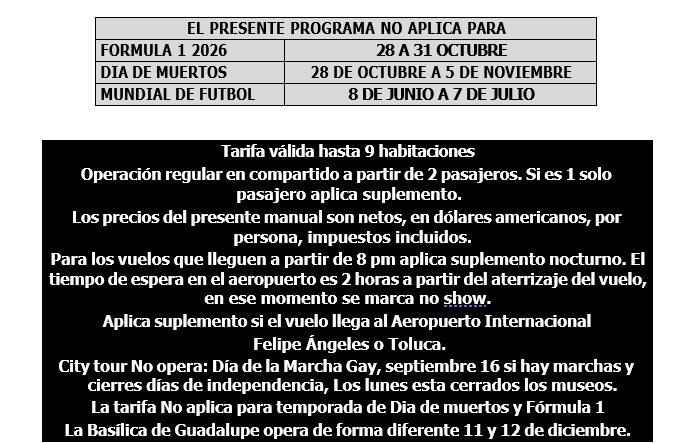 EL PRESENTE PROGRAMA NO APLICA PARA
FORMULA 1 2026 28 A 31 OCTUBRE
DIA DE MUERTOS 28 DE OCTUBRE A 5 DE NOVIEMBRE
MUNDIAL DE FUTBOL 8 DE JUNIO A 7 DE JULIO
Tarifa válida hasta 9 habitaciones
Operación regular en compartido a partir de 2 pasajeros. Si es 1 solo
pasajero aplica suplemento.
Los precios del presente manual son netos, en dólares americanos, por
persona, impuestos incluidos.
Para los vuelos que lleguen a partir de 8 pm aplica suplemento nocturno. El
tiempo de espera en el aeropuerto es 2 horas a partir del aterrizaje del vuelo,
en ese momento se marca no show.
Aplica suplemento si el vuelo llega al Aeropuerto Internacional
Felipe Ángeles o Toluca.
City tour No opera: Día de la Marcha Gay, septiembre 16 si hay marchas y
cierres días de independencia, Los lunes esta cerrados los museos.
La tarifa No aplica para temporada de Dia de muertos y Fórmula 1
La Basílica de Guadalupe opera de forma diferente 11 y 12 de diciembre.